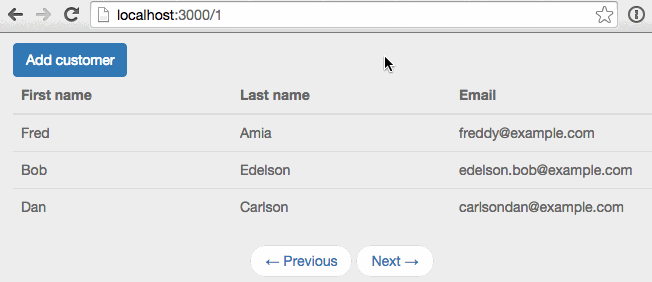 localhost:3000/1
Add customer
First name Last name Email
Fred Amia freddy@example.com
Bob Edelson edelson.bob@example.com
Dan Carlson carlsondan@example.com
← Previous Next →